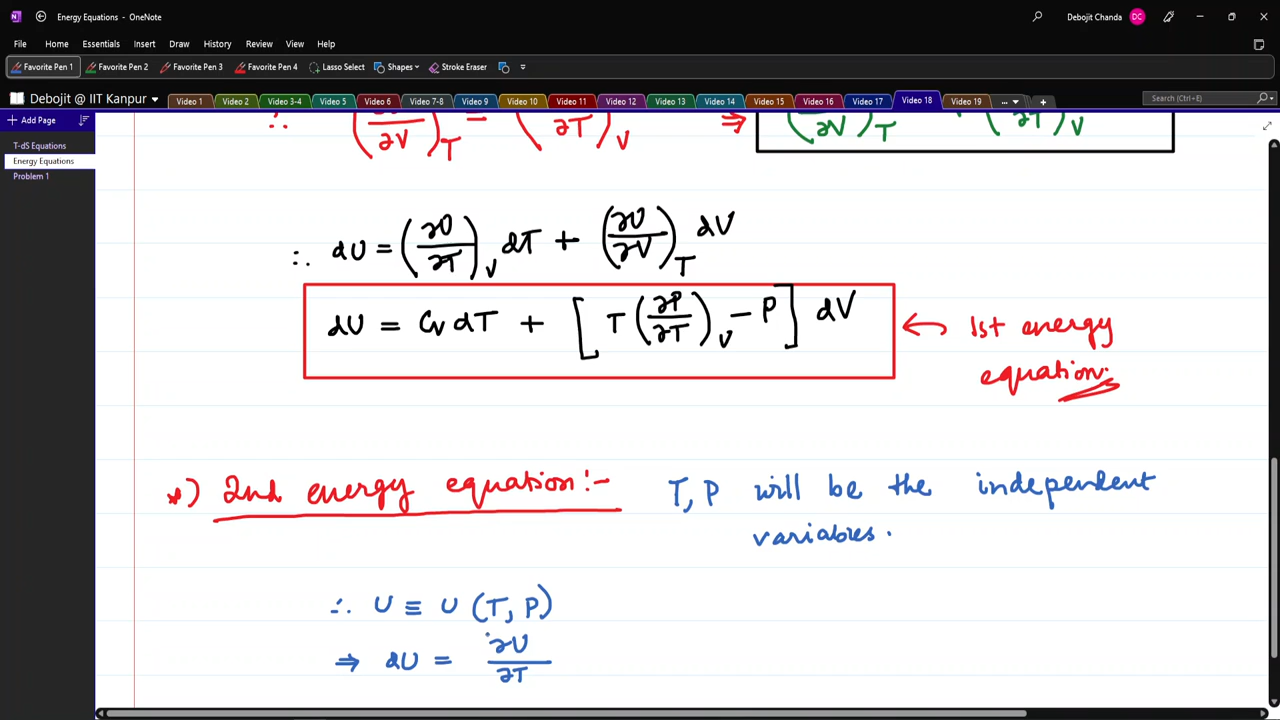 Energy Equations - OneNote
Debojit Chanda DC
File Home Essentials Insert Draw History Review View Help
Favorite Pen 1 Favorite Pen 2 Favorite Pen 3 Favorite Pen 4 Lasso Select Shapes Stroke Eraser
Debojit @ IIT Kanpur Video 1 Video 2 Video 3-4 Video 5 Video 6 Video 7-8 Video 9 Video 10 Video 11 Video 12 Video 13 Video 14 Video 15 Video 16 Video 17 Video 18 Video 19 ... + Search (Ctrl+E)
+ Add Page
T-dS Equations
Energy Equations
Problem 1
∴ (∂V)_T = (∂T)_V ⇒ (∂V)_T (∂T)_V
∴ dU = (∂U/∂T)_V dT + (∂U/∂V)_T dV
dU = Cv dT + [T(∂P/∂T)_V - P] dV ← 1st energy
equation.
*) 2nd energy equation:- T, P will be the independent
variables.
∴ U ≡ U (T, P)
⇒ dU = ∂U/∂T